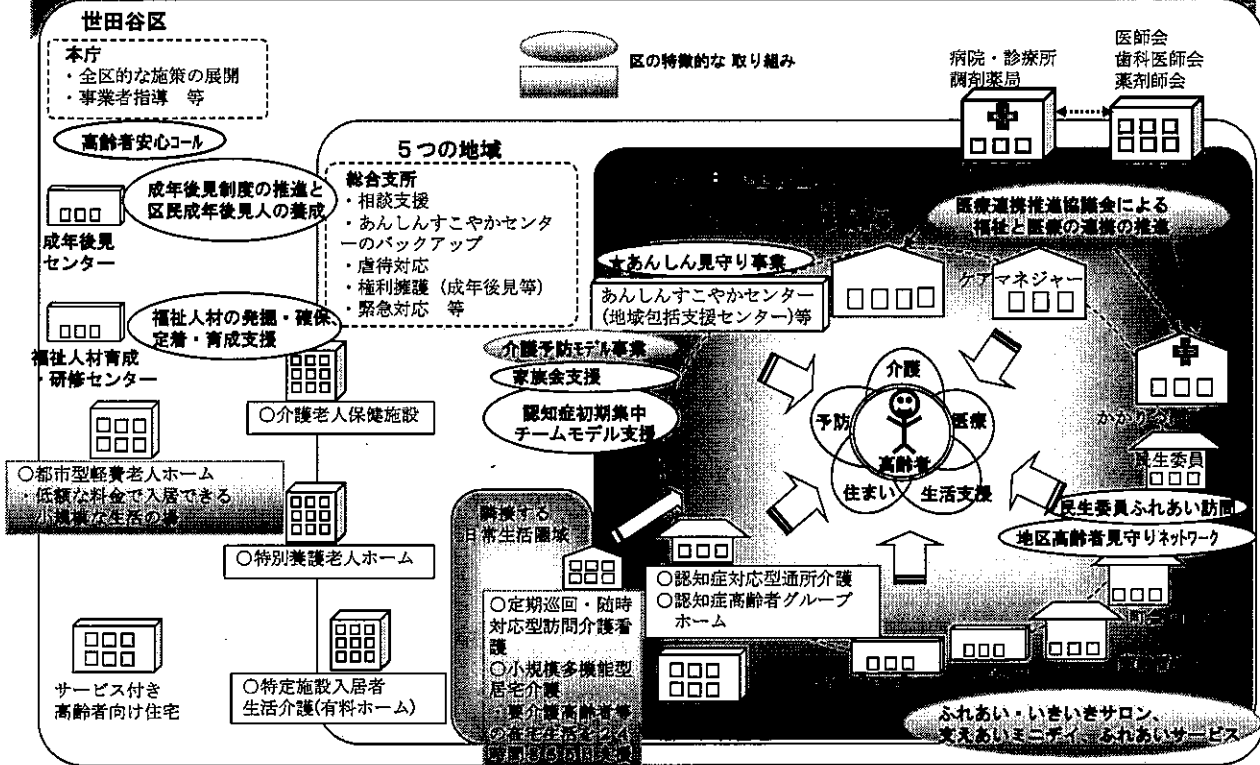 世田谷区
本庁
・全区的な施策の展開
・事業者指導 等
高齢者安心コール
区の特徴的な 取り組み
病院・診療所
調剤薬局
医師会
歯科医師会
薬剤師会
成年後見制度の推進と
区民成年後見人の養成
成年後見
センター
福祉人材の発掘・確保、
定着・育成支援
福祉人材育成
・研修センター
5つの地域
総合支所
・相談支援
・あんしんすこやかセンタ
ーのバックアップ
・虐待対応
・権利擁護（成年後見等）
・緊急対応 等
医療連携推進協議会による
福祉と医療の連携の推進
★あんしん見守り事業
あんしんすこやかセンター
(地域包括支援センター)等
ケアマネジャー
介護予防モデル事業
家族会支援
認知症初期集中
チームモデル支援
介護
予防
医療
高齢者
住まい
生活支援
民生委員
民生委員ふれあい訪問
地区高齢者見守りネットワーク
○介護老人保健施設
○都市型軽費老人ホーム
・低額な料金で入居できる
小規模な生活の場
○特別養護老人ホーム
隣接する
日常生活圏域
○定期巡回・随時
対応型訪問介護看
護
○小規模多機能型
居宅介護
・要介護高齢者等
○認知症対応型通所介護
○認知症高齢者グループ
ホーム
サービス付き
高齢者向け住宅
○特定施設入居者
生活介護(有料ホーム)
ふれあい・いきいきサロン、
支えあいミニデイ、ふれあいサービス